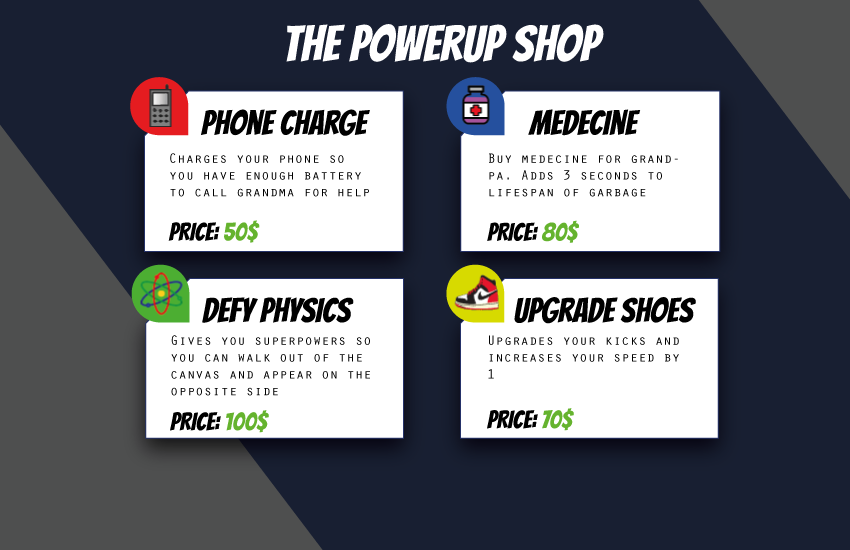 THE POWERUP SHOP
PHONE CHARGE
Charges your phone so
you have enough battery
to call grandma for help
PRICE: 50$
MEDECINE
Buy medecine for grand-
pa. Adds 3 seconds to
lifespan of garbage
PRICE: 80$
DEFY PHYSICS
Gives you superpowers so
you can walk out of the
canvas and appear on the
opposite side
PRICE: 100$
UPGRADE SHOES
Upgrades your kicks and
increases your speed by
1
PRICE: 70$